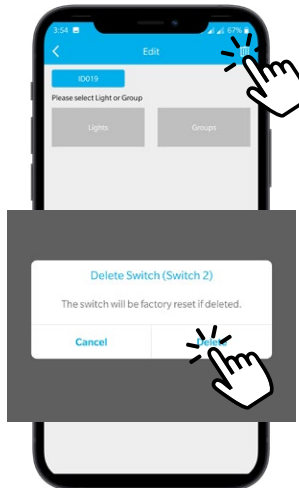 3:54 67%
Edit
ID019
Please select Light or Group
Lights Groups
Delete Switch (Switch 2)
The switch will be factory reset if deleted.
Cancel Delete